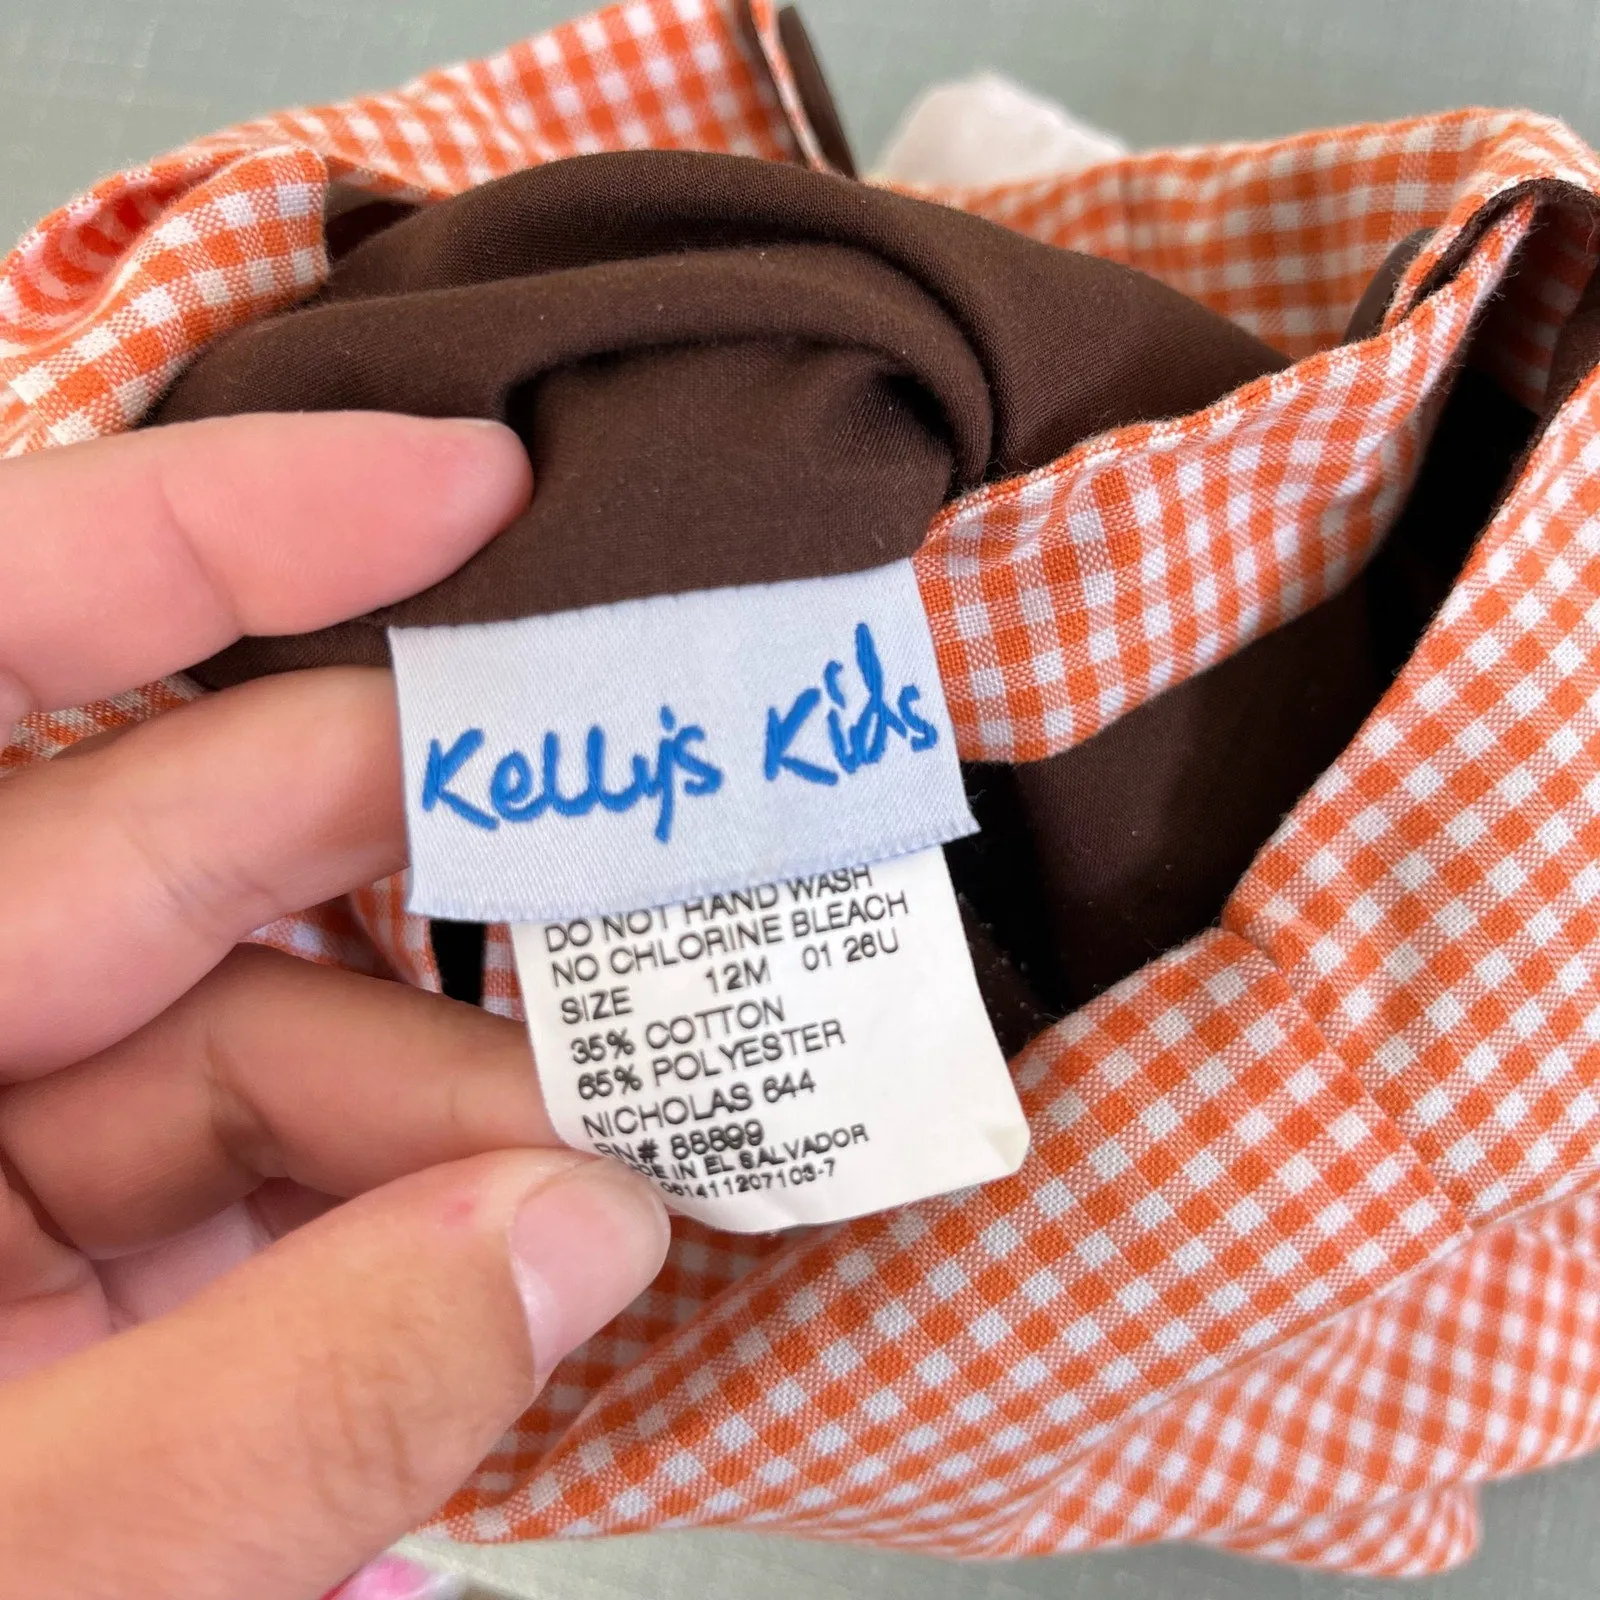 Kelly's Kids
DO NOT HAND WASH
NO CHLORINE BLEACH
SIZE 12M 01 26U
35% COTTON
65% POLYESTER
NICHOLAS 644
RN# 88899
IN EL SALVADOR